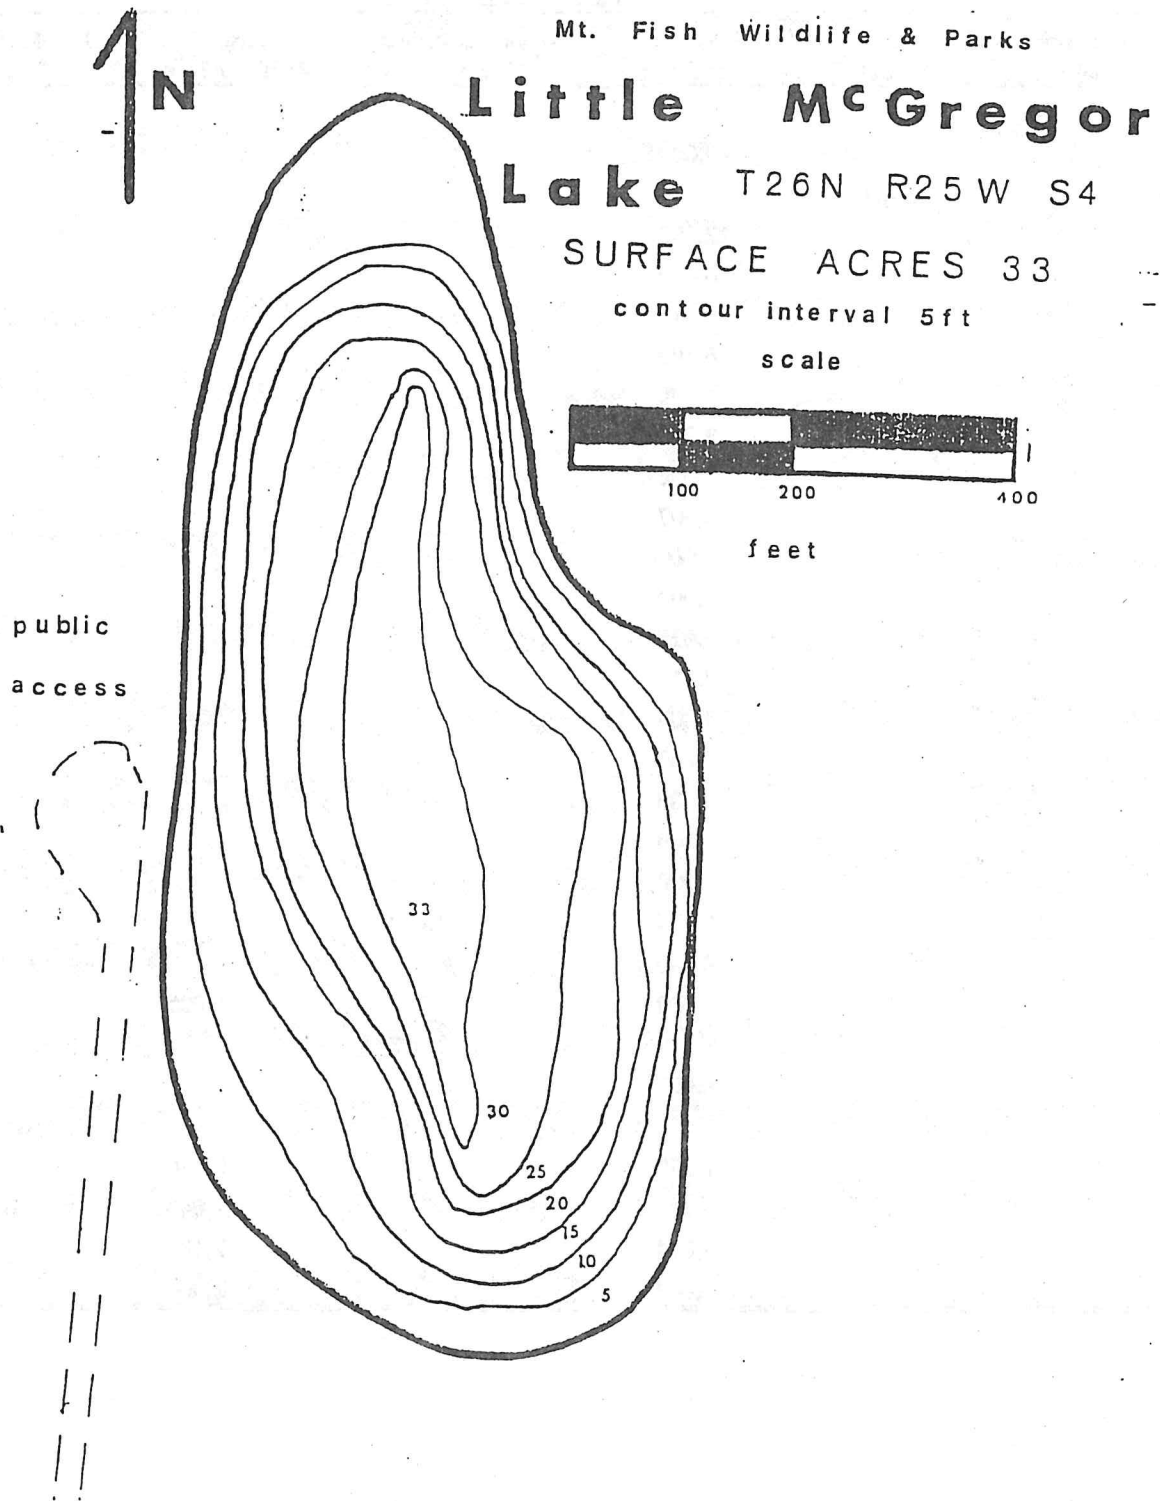 Mt. Fish Wildlife & Parks
N
Little McGregor
Lake T26N R25W S4
SURFACE ACRES 33
contour interval 5ft
scale
100 200 400
feet
public
access
33
30
25
20
15
10
5